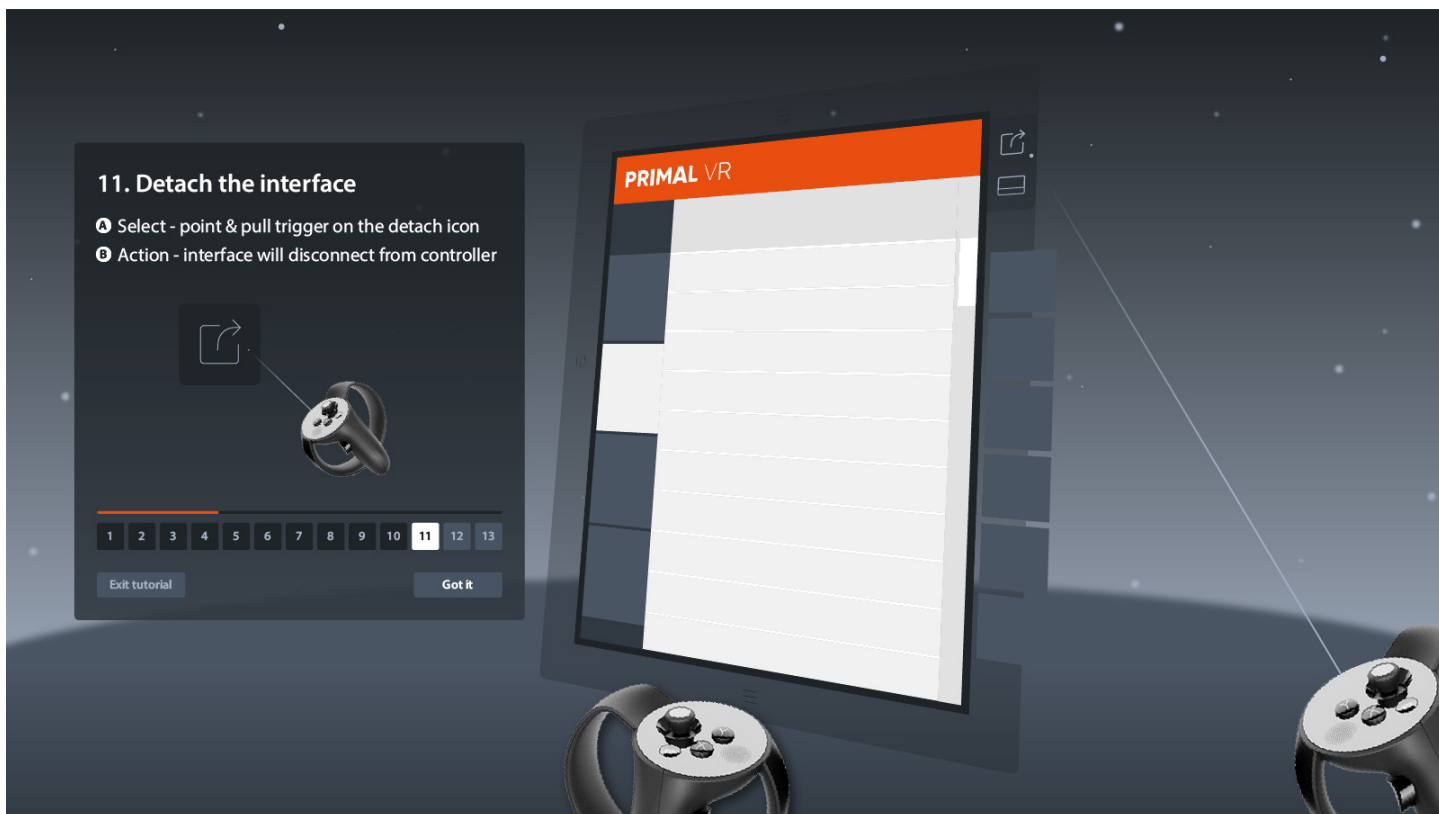 11. Detach the interface
A Select - point & pull trigger on the detach icon
B Action - interface will disconnect from controller
1 2 3 4 5 6 7 8 9 10 11 12 13
Exit tutorial Got it
PRIMAL VR